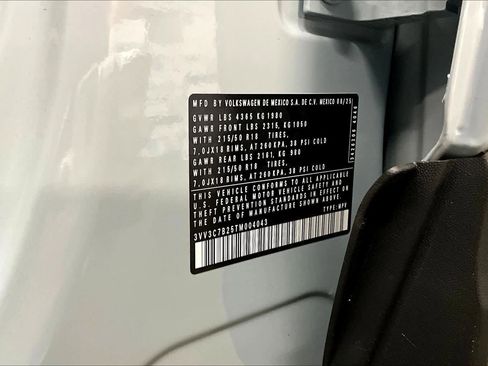 MFD BY VOLKSWAGEN DE MEXICO S.A. DE C.V. MEXICO 08/25
GVWR LBS 4365 KG 1980
GAWR FRONT LBS 2315, KG 1050
WITH 215/50 R18 TIRES,
7.0JX18 RIMS, AT 260KPA, 38 PSI COLD
GAWR REAR LBS 2161, KG 980
WITH 215/50 R18 TIRES,
7.0JX18 RIMS, AT 260KPA, 38 PSI COLD
THIS VEHICLE CONFORMS TO ALL APPLICABLE
U.S. FEDERAL MOTOR VEHICLE SAFETY AND
THEFT PREVENTION STANDARDS IN EFFECT ON
THE DATE OF MANUFACTURE SHOWN ABOVE.
3VV3C7B25TM004043 TYPE: MPV